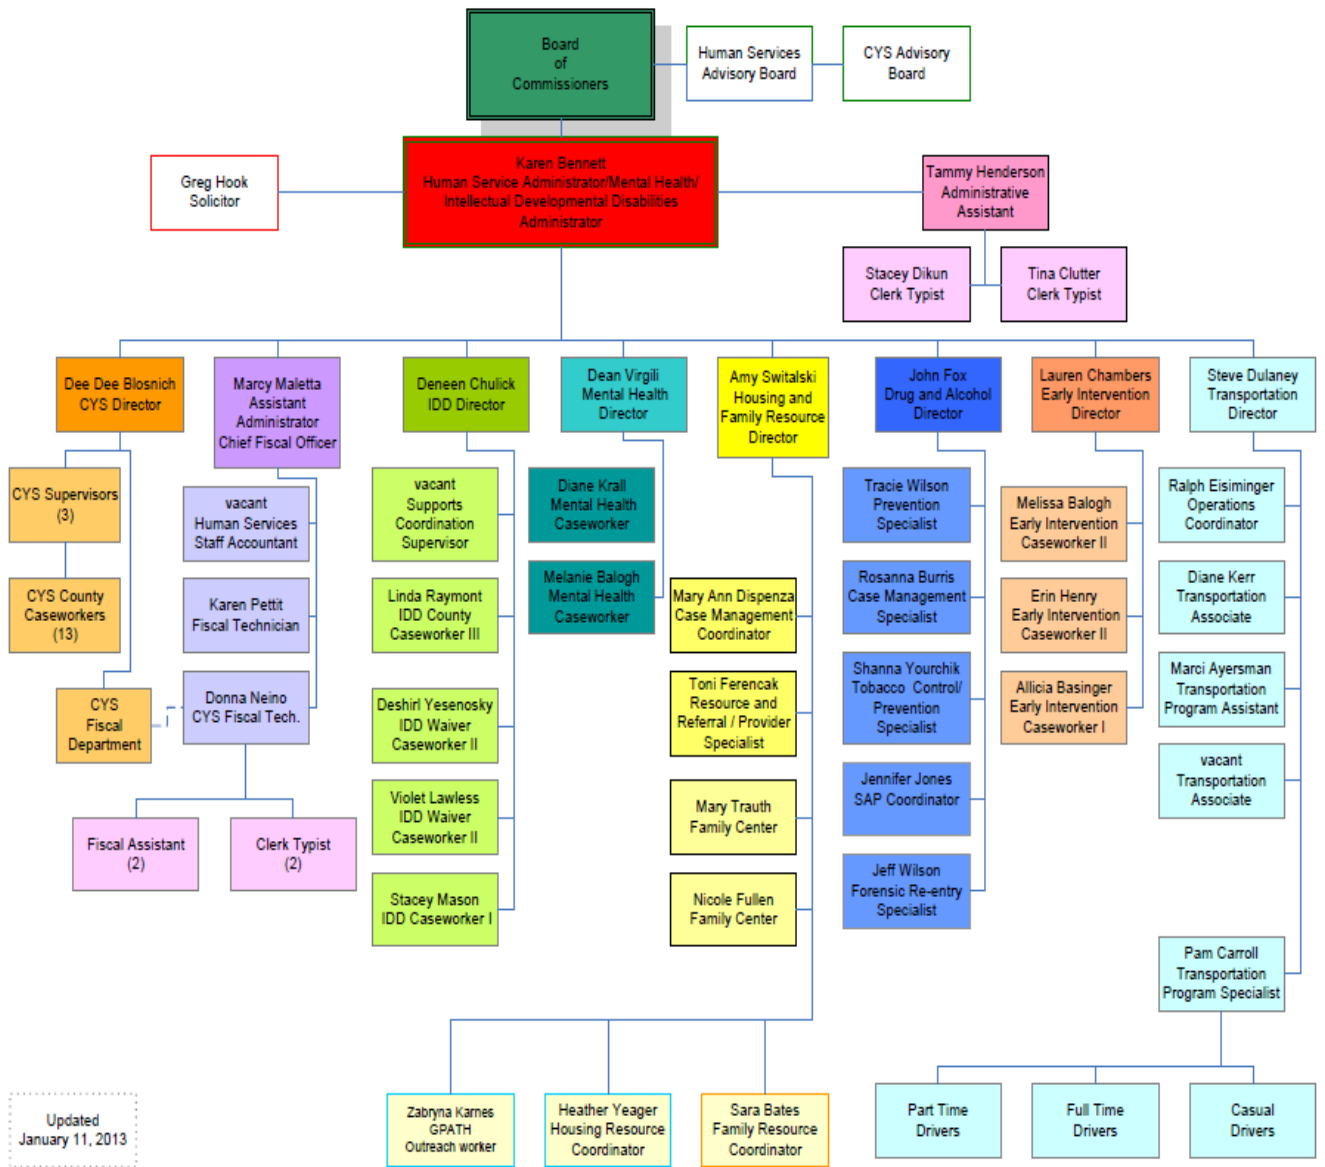 Board
of
Commissioners
Human Services
Advisory Board
CYS Advisory
Board
Greg Hook
Solicitor
Karen Bennett
Human Service Administrator/Mental Health/
Intellectual Developmental Disabilities
Administrator
Tammy Henderson
Administrative
Assistant
Stacey Dikun
Clerk Typist
Tina Clutter
Clerk Typist
Dee Dee Blosnich
CYS Director
Marcy Maletta
Assistant
Administrator
Chief Fiscal Officer
Deneen Chulick
IDD Director
Dean Virgili
Mental Health
Director
Amy Switalski
Housing and
Family Resource
Director
John Fox
Drug and Alcohol
Director
Lauren Chambers
Early Intervention
Director
Steve Dulaney
Transportation
Director
CYS Supervisors
(3)
CYS County
Caseworkers
(13)
CYS
Fiscal
Department
vacant
Human Services
Staff Accountant
Karen Pettit
Fiscal Technician
Donna Neino
CYS Fiscal Tech.
Fiscal Assistant
(2)
Clerk Typist
(2)
vacant
Supports
Coordination
Supervisor
Linda Raymont
IDD County
Caseworker III
Deshirl Yesenosky
IDD Waiver
Caseworker II
Violet Lawless
IDD Waiver
Caseworker II
Stacey Mason
IDD Caseworker I
Diane Krall
Mental Health
Caseworker
Melanie Balogh
Mental Health
Caseworker
Mary Ann Dispenza
Case Management
Coordinator
Toni Ferencak
Resource and
Referral / Provider
Specialist
Mary Trauth
Family Center
Nicole Fullen
Family Center
Tracie Wilson
Prevention
Specialist
Rosanna Burris
Case Management
Specialist
Shanna Yourchik
Tobacco Control/
Prevention
Specialist
Jennifer Jones
SAP Coordinator
Jeff Wilson
Forensic Re-entry
Specialist
Melissa Balogh
Early Intervention
Caseworker II
Erin Henry
Early Intervention
Caseworker II
Allicia Basinger
Early Intervention
Caseworker I
Ralph Eisiminger
Operations
Coordinator
Diane Kerr
Transportation
Associate
Marci Ayersman
Transportation
Program Assistant
vacant
Transportation
Associate
Pam Carroll
Transportation
Program Specialist
Zabryna Karnes
GPATH
Outreach worker
Heather Yeager
Housing Resource
Coordinator
Sara Bates
Family Resource
Coordinator
Part Time
Drivers
Full Time
Drivers
Casual
Drivers
Updated
January 11, 2013